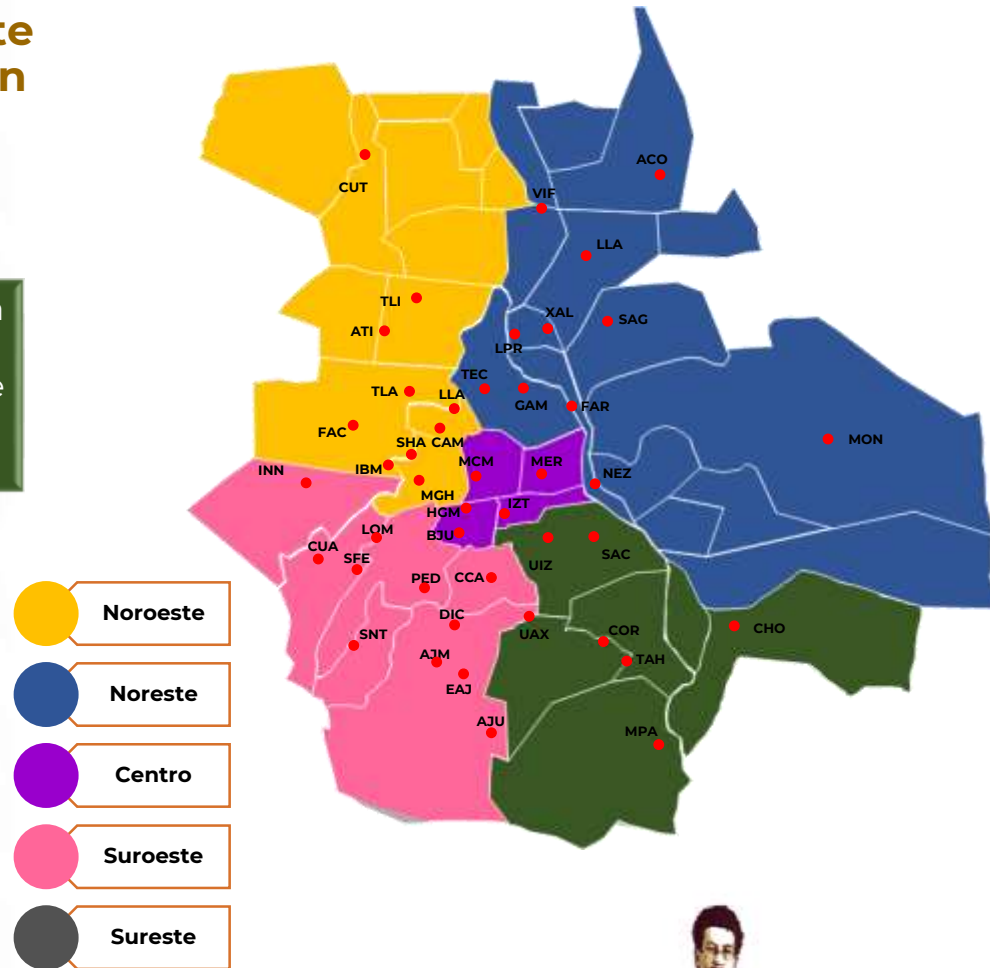 te
n
a
e
ACO
CUT
VIF
LLA
TLI
XAL
SAG
ATI
LPR
TEC
TLA
LLA
GAM
FAR
FAC
SHA
CAM
MON
INN
IBM
MCM
MER
NEZ
MGH
IZT
HGM
LOM
BJU
CUA
SFE
SAC
UIZ
PED
CCA
DIC
SNT
UAX
COR
CHO
AJM
TAH
EAJ
AJU
MPA
Noroeste
Noreste
Centro
Suroeste
Sureste